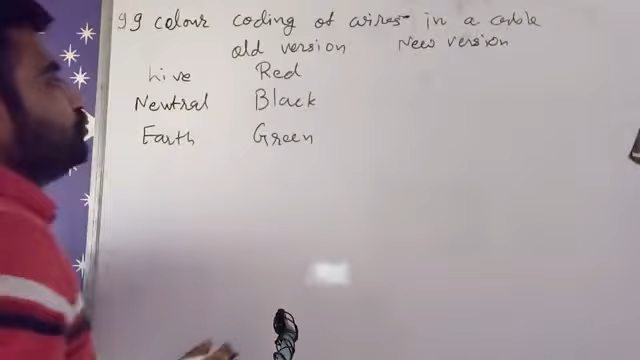 99 colour coding of wires in a cable
old version New version
Live Red
Neutral Black
Earth Green